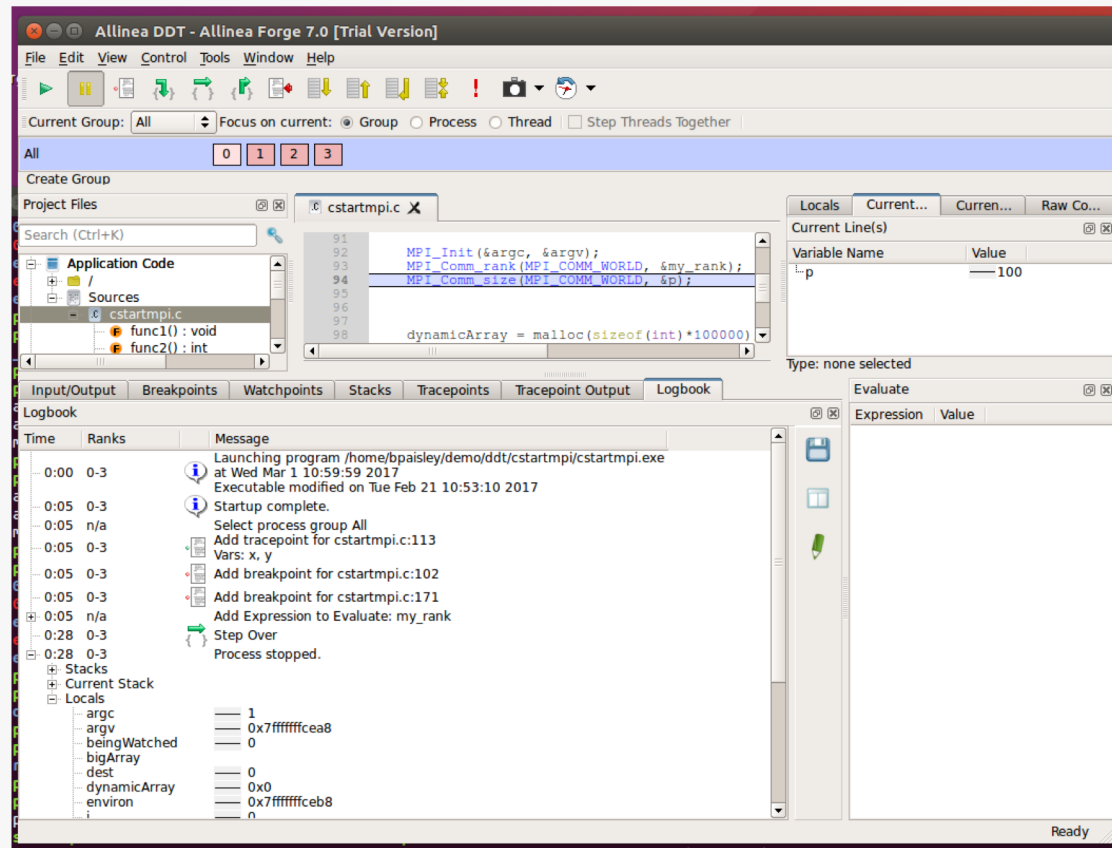 Allinea DDT - Allinea Forge 7.0 [Trial Version]
File Edit View Control Tools Window Help
Current Group: All Focus on current: Group Process Thread Step Threads Together
All 0 1 2 3
Create Group
Project Files
Search (Ctrl+K)
Application Code
/
Sources
cstartmpi.c
func1() : void
func2() : int
cstartmpi.c
91
92 MPI_Init(&argc, &argv);
93 MPI_Comm_rank(MPI_COMM_WORLD, &my_rank);
94 MPI_Comm_size(MPI_COMM_WORLD, &p);
95
96
97
98 dynamicArray = malloc(sizeof(int)*100000)
Locals Current... Curren... Raw Co...
Current Line(s)
Variable Name Value
p 100
Type: none selected
Input/Output Breakpoints Watchpoints Stacks Tracepoints Tracepoint Output Logbook
Logbook
Time Ranks Message
Launching program /home/bpaisley/demo/ddt/cstartmpi/cstartmpi.exe
0:00 0-3 at Wed Mar 1 10:59:59 2017
Executable modified on Tue Feb 21 10:53:10 2017
0:05 0-3 Startup complete.
0:05 n/a Select process group All
0:05 0-3 Add tracepoint for cstartmpi.c:113
Vars: x, y
0:05 0-3 Add breakpoint for cstartmpi.c:102
0:05 0-3 Add breakpoint for cstartmpi.c:171
0:05 n/a Add Expression to Evaluate: my_rank
0:28 0-3 Step Over
0:28 0-3 Process stopped.
Stacks
Current Stack
Locals
argc 1
argv 0x7fffffffcea8
beingWatched 0
bigArray
dest 0
dynamicArray 0x0
environ 0x7fffffffceb8
i 0
Evaluate
Expression Value
Ready